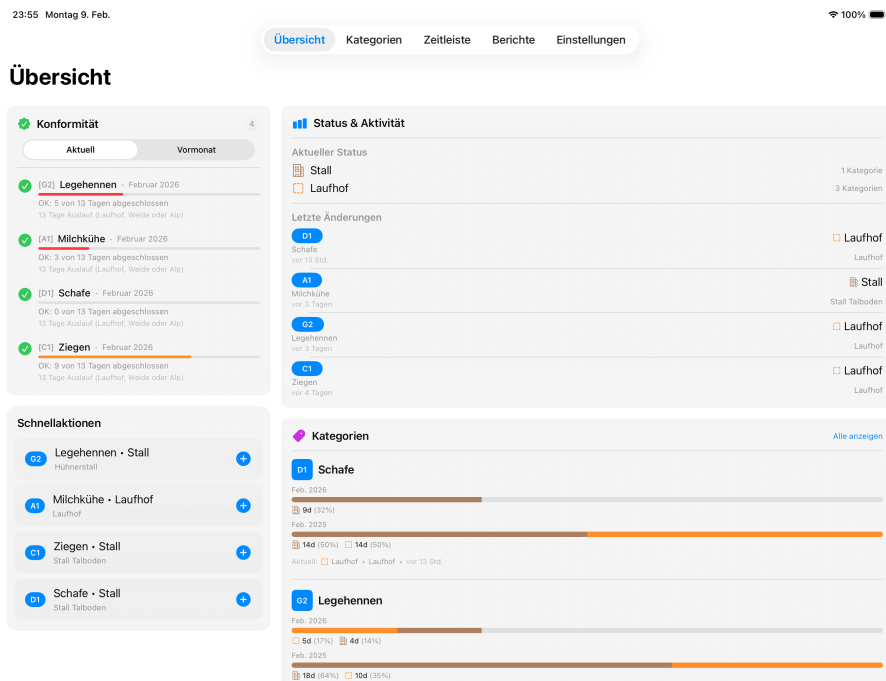 23:55 Montag 9. Feb.
100%
Übersicht Kategorien Zeitleiste Berichte Einstellungen
Übersicht
Konformität 4
Aktuell Vormonat
[G2] Legehennen · Februar 2026
OK: 5 von 13 Tagen abgeschlossen
13 Tage Auslauf (Laufhof, Weide oder Alp)
[A1] Milchkühe · Februar 2026
OK: 3 von 13 Tagen abgeschlossen
13 Tage Auslauf (Laufhof, Weide oder Alp)
[D1] Schafe · Februar 2026
OK: 0 von 13 Tagen abgeschlossen
13 Tage Auslauf (Laufhof, Weide oder Alp)
[C1] Ziegen · Februar 2026
OK: 9 von 13 Tagen abgeschlossen
13 Tage Auslauf (Laufhof, Weide oder Alp)
Schnellaktionen
G2 Legehennen • Stall
Hühnerstall
A1 Milchkühe • Laufhof
Laufhof
C1 Ziegen • Stall
Stall Talboden
D1 Schafe • Stall
Stall Talboden
Status & Aktivität
Aktueller Status
Stall 1 Kategorie
Laufhof 3 Kategorien
Letzte Änderungen
D1 Laufhof
Schafe Laufhof
vor 13 Std.
A1 Stall
Milchkühe Stall Talboden
vor 3 Tagen
G2 Laufhof
Legehennen Laufhof
vor 3 Tagen
C1 Laufhof
Ziegen Laufhof
vor 4 Tagen
Kategorien Alle anzeigen
D1 Schafe
Feb. 2026
9d (32%)
Feb. 2025
14d (50%) 14d (50%)
Aktuell: Laufhof • Laufhof • vor 13 Std.
G2 Legehennen
Feb. 2026
5d (17%) 4d (14%)
Feb. 2025
18d (64%) 10d (35%)